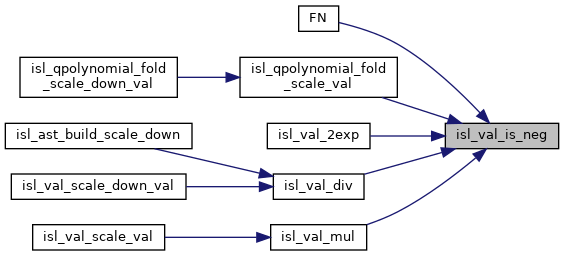 FN
isl_qpolynomial_fold
_scale_down_val
isl_qpolynomial_fold
_scale_val
isl_ast_build_scale_down
isl_val_2exp
isl_val_is_neg
isl_val_scale_down_val
isl_val_div
isl_val_scale_val
isl_val_mul